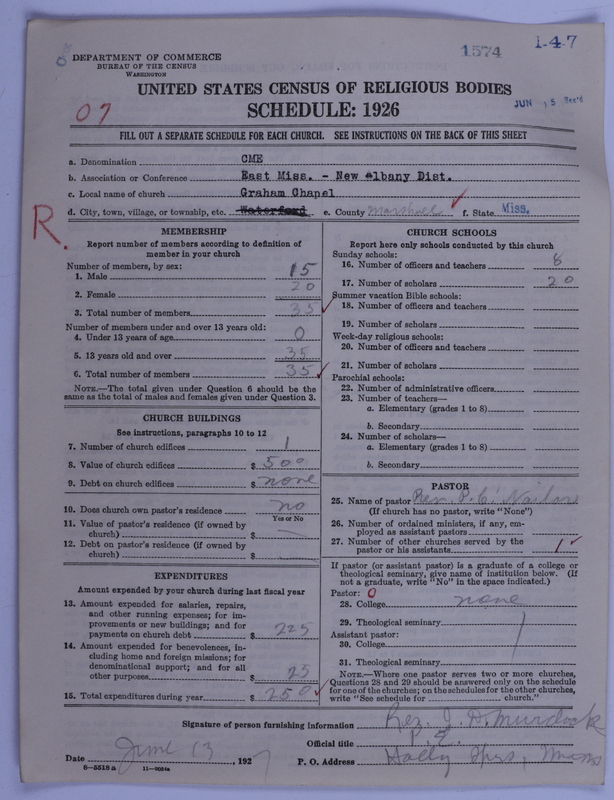 1574
1-4-7
DEPARTMENT OF COMMERCE
BUREAU OF THE CENSUS
WASHINGTON
UNITED STATES CENSUS OF RELIGIOUS BODIES
SCHEDULE: 1926
JUN 15 Rec'd
07
FILL OUT A SEPARATE SCHEDULE FOR EACH CHURCH. SEE INSTRUCTIONS ON THE BACK OF THIS SHEET
a. Denomination CME
b. Association or Conference East Miss. - New Albany Dist.
c. Local name of church Graham Chapel
d. City, town, village, or township, etc. Waterford e. County Marshall f. State Miss.
R.
MEMBERSHIP
Report number of members according to definition of
member in your church
Number of members, by sex:
1. Male 15
2. Female 20
3. Total number of members 35
Number of members under and over 13 years old:
4. Under 13 years of age 0
5. 13 years old and over 35
6. Total number of members 35
NOTE.—The total given under Question 6 should be
same as the total of males and females given under Question 3.
CHURCH BUILDINGS
See instructions, paragraphs 10 to 12
7. Number of church edifices 1
8. Value of church edifices $ 500
9. Debt on church edifices $ none
10. Does church own pastor's residence? no
Yes or No
11. Value of pastor's residence (if owned by
church) $
12. Debt on pastor's residence (if owned by
church) $
EXPENDITURES
Amount expended by your church during last fiscal year
13. Amount expended for salaries, repairs,
and other running expenses; for im-
provements or new buildings; and for
payments on church debt $ 225
14. Amount expended for benevolences, in-
cluding home and foreign missions; for
denominational support; and for all
other purposes $ 25
15. Total expenditures during year $ 250
CHURCH SCHOOLS
Report here only schools conducted by this church
Sunday schools:
16. Number of officers and teachers 8
17. Number of scholars 20
Summer vacation Bible schools:
18. Number of officers and teachers
19. Number of scholars
Week-day religious schools:
20. Number of officers and teachers
21. Number of scholars
Parochial schools:
22. Number of administrative officers
23. Number of teachers—
a. Elementary (grades 1 to 8)
b. Secondary
24. Number of scholars—
a. Elementary (grades 1 to 8)
b. Secondary
PASTOR
25. Name of pastor Rev. P. C.
(If church has no pastor, write "None")
26. Number of ordained ministers, if any, em-
ployed as assistant pastors
27. Number of other churches served by the
pastor or his assistants 1
If pastor (or assistant pastor) is a graduate of a college or
theological seminary, give name of institution below. (If
not a graduate, write "No" in the space indicated.)
Pastor: 0
28. College none
29. Theological seminary
Assistant pastor:
30. College
31. Theological seminary
NOTE.—Where one pastor serves two or more churches,
Questions 28 and 29 should be answered only on the schedule
for one of the churches; on the schedules for the other churches,
write "See schedule for church."
Signature of person furnishing information Rev. J. D. Murdock
Official title P. E.
Date June 13, 1927 P. O. Address Holly Spgs, Miss
8—5518a 11—9034a